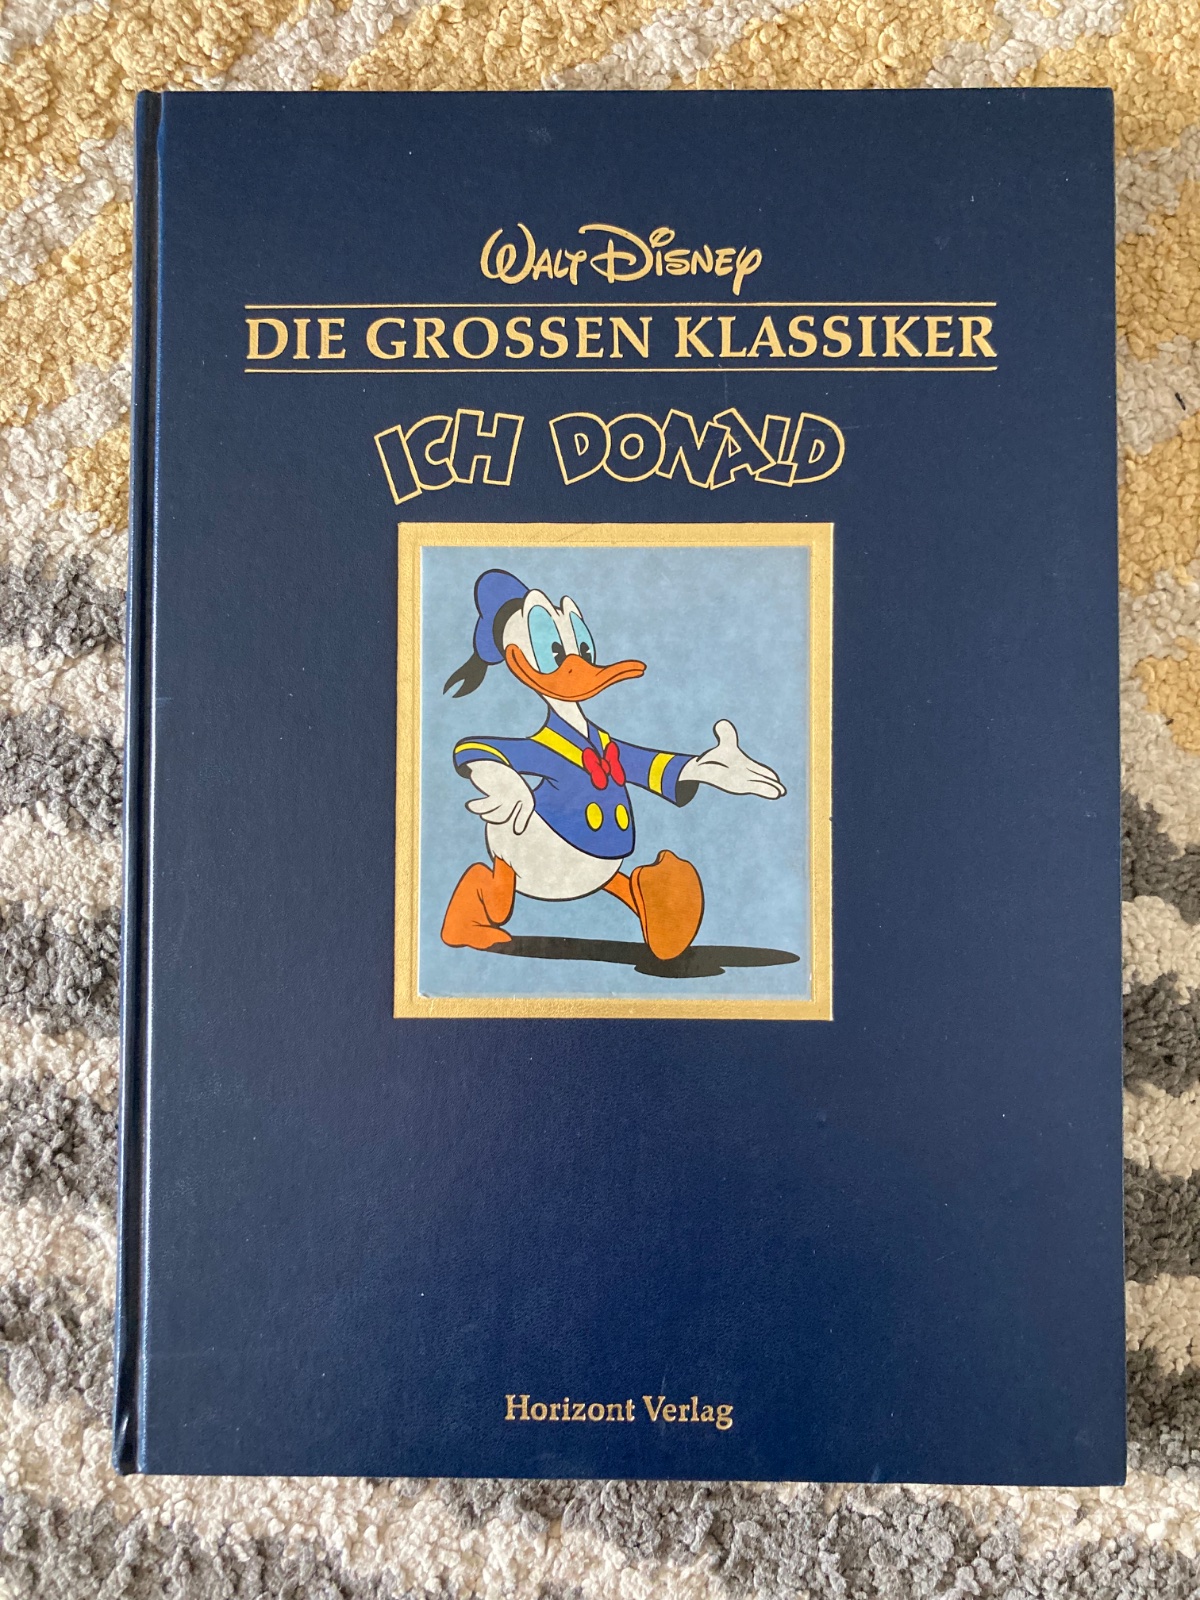 Walt Disney
DIE GROSSEN KLASSIKER
ICH DONALD
Horizont Verlag